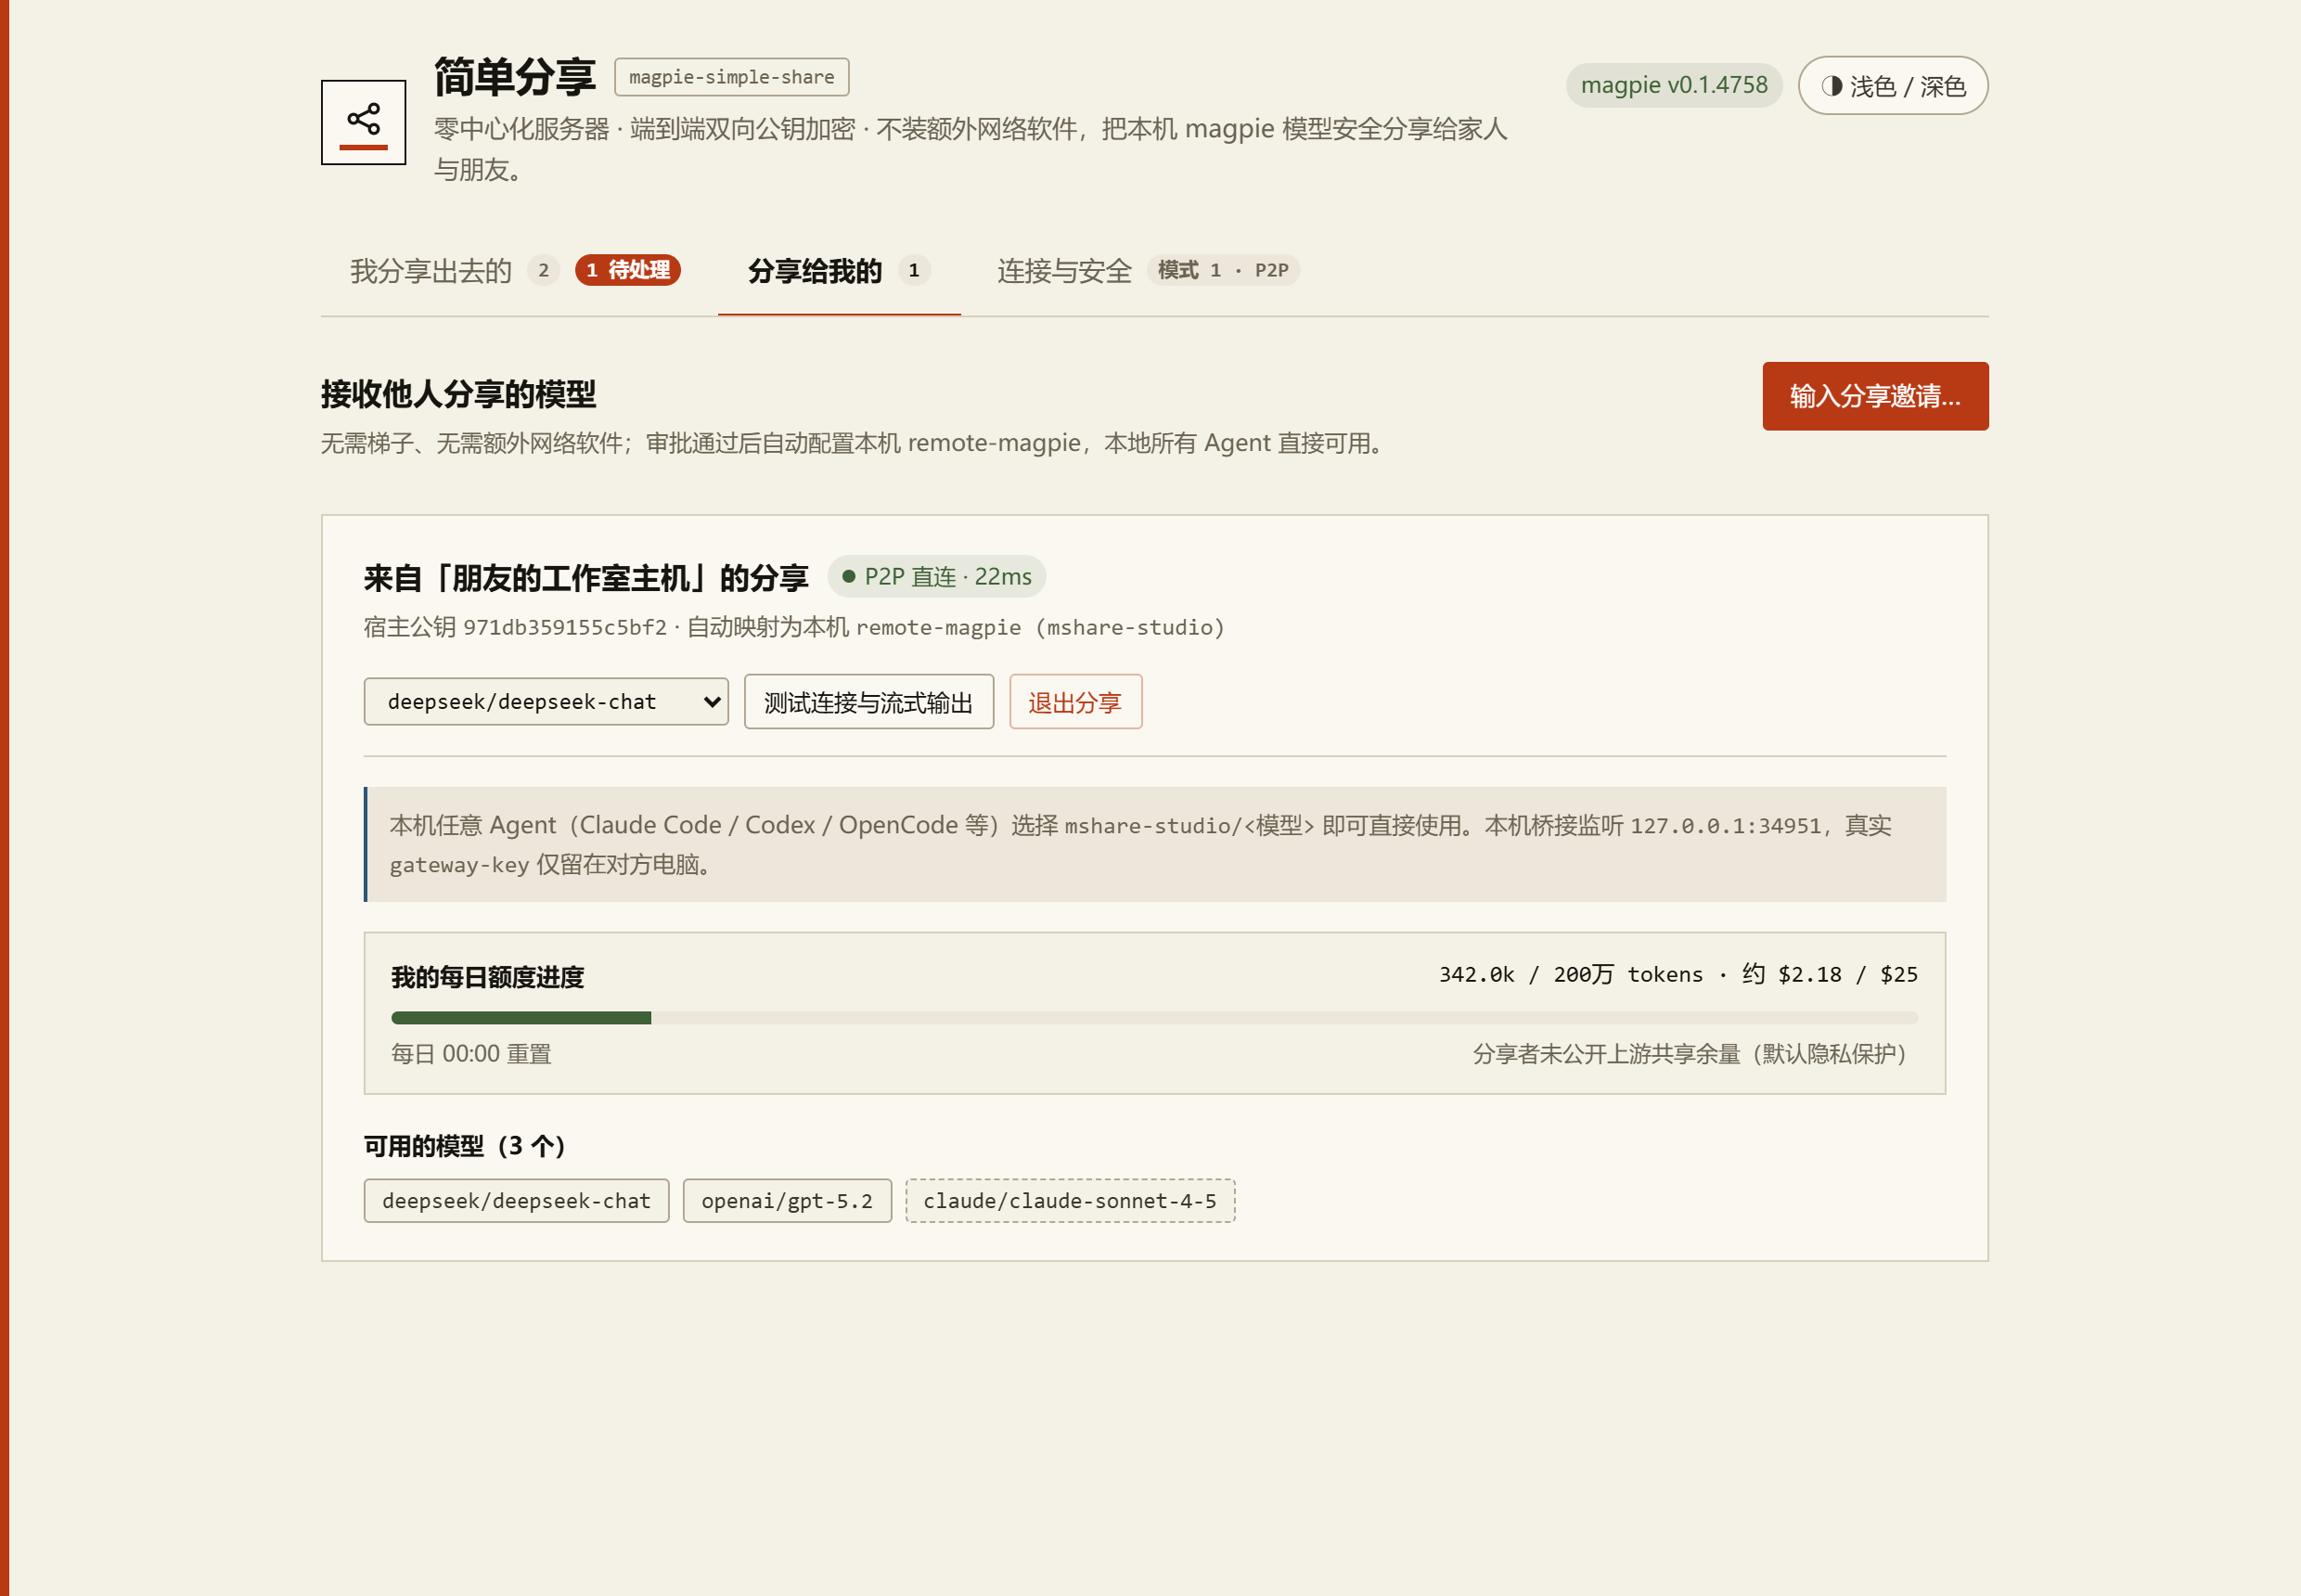 简单分享 magpie-simple-share
零中心化服务器 · 端到端双向公钥加密 · 不装额外网络软件，把本机 magpie 模型安全分享给家人
与朋友。
magpie v0.1.4758
浅色 / 深色
我分享出去的 2 1 待处理
分享给我的 1
连接与安全 模式 1 · P2P
接收他人分享的模型
无需梯子、无需额外网络软件；审批通过后自动配置本机 remote-magpie，本地所有 Agent 直接可用。
输入分享邀请...
来自「朋友的工作室主机」的分享 P2P 直连 · 22ms
宿主公钥 971db359155c5bf2 · 自动映射为本机 remote-magpie (mshare-studio)
deepseek/deepseek-chat
测试连接与流式输出
退出分享
本机任意 Agent（Claude Code / Codex / OpenCode 等）选择 mshare-studio/<模型> 即可直接使用。本机桥接监听 127.0.0.1:34951，真实
gateway-key 仅留在对方电脑。
我的每日额度进度
342.0k / 200万 tokens · 约 $2.18 / $25
每日 00:00 重置
分享者未公开上游共享余量（默认隐私保护）
可用的模型（3 个）
deepseek/deepseek-chat
openai/gpt-5.2
claude/claude-sonnet-4-5